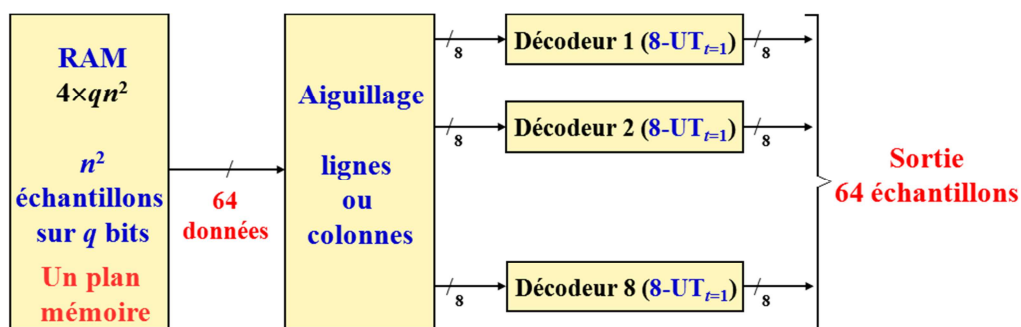 RAM
4×qn²
n²
échantillons
sur q bits
Un plan
mémoire
64
données
Aiguillage
lignes
ou
colonnes
8
Décodeur 1 (8-UTt=1)
8
8
Décodeur 2 (8-UTt=1)
8
8
Décodeur 8 (8-UTt=1)
8
Sortie
64 échantillons